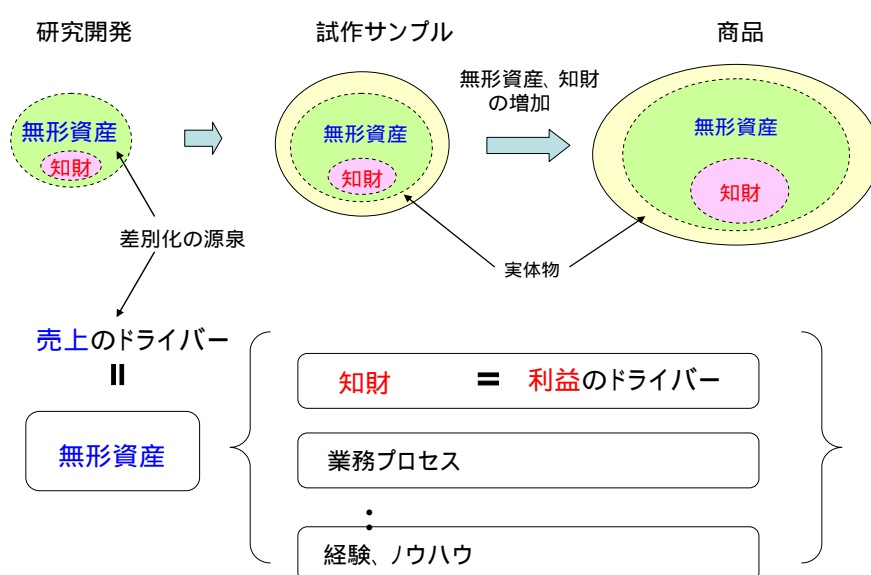 研究開発
試作サンプル
商品
無形資産、知財
の増加
無形資産
知財
無形資産
知財
無形資産
知財
差別化の源泉
実体物
売上のドライバー
=
無形資産
知財 = 利益のドライバー
業務プロセス
:
経験、ノウハウ